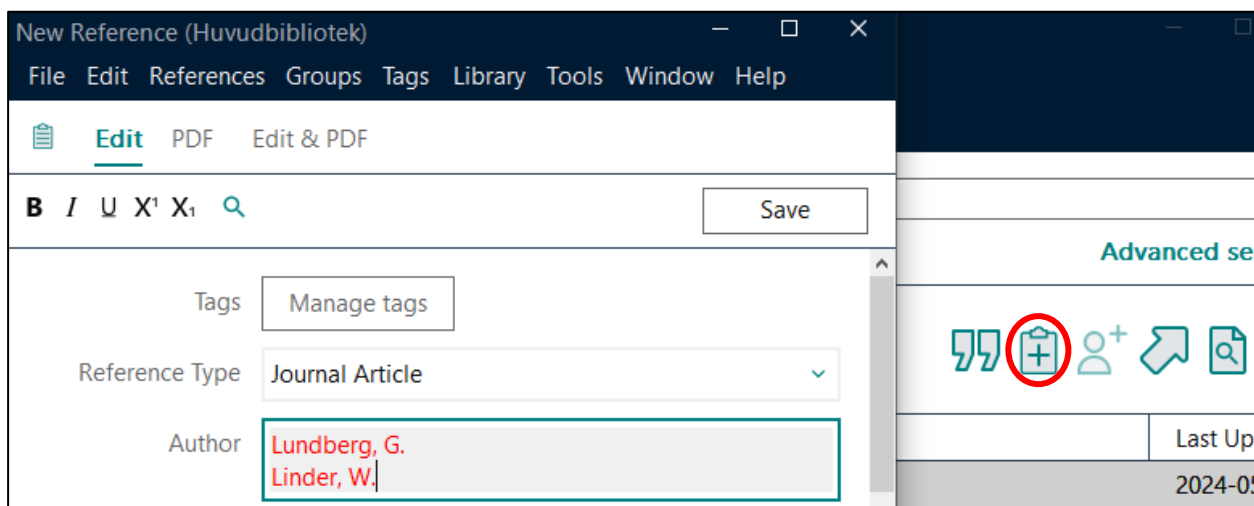 New Reference (Huvudbibliotek)
File Edit References Groups Tags Library Tools Window Help
Edit PDF Edit & PDF
B I U X¹ X₁
Save
Advanced se
Tags Manage tags
Reference Type Journal Article
Author Lundberg, G.
Linder, W.
Last Up
2024-05